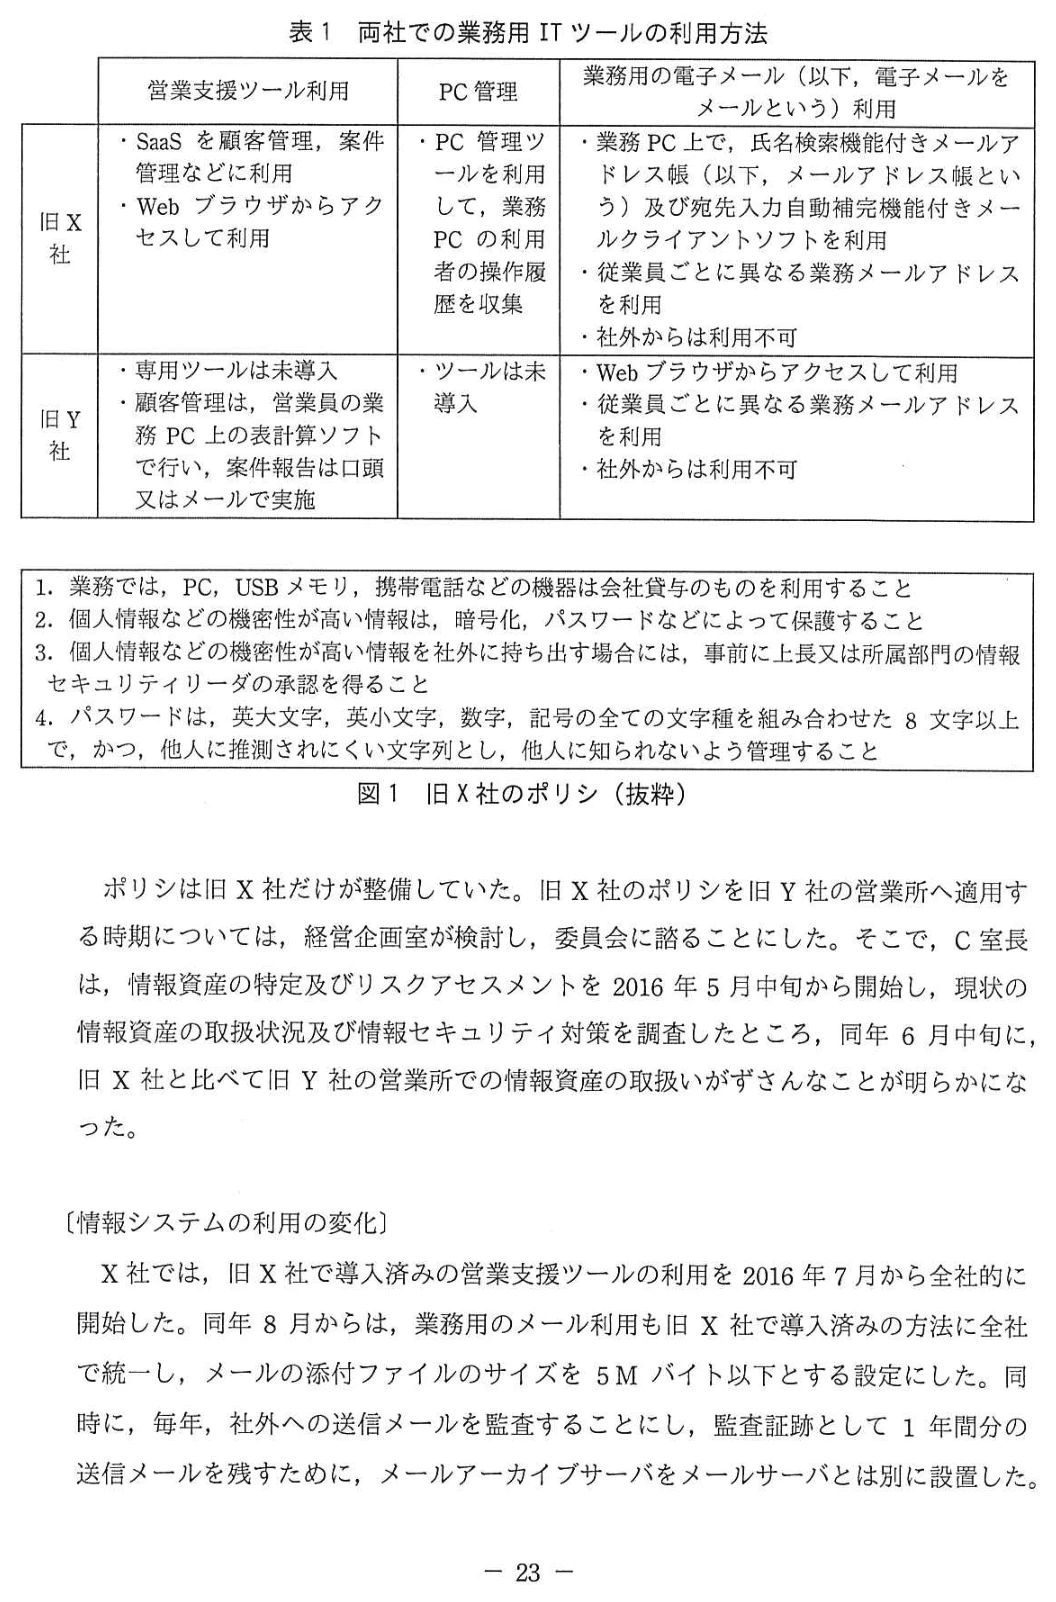 表1　両社での業務用 IT ツールの利用方法
営業支援ツール利用
PC 管理
業務用の電子メール（以下，電子メールを
メールという）利用
旧 X
社
・SaaS を顧客管理，案件
管理などに利用
・Web ブラウザからアク
セスして利用
・PC 管理ツ
ールを利用
して，業務
PC の利用
者の操作履
歴を収集
・業務 PC 上で，氏名検索機能付きメールア
ドレス帳（以下，メールアドレス帳とい
う）及び宛先入力自動補完機能付きメー
ルクライアントソフトを利用
・従業員ごとに異なる業務メールアドレス
を利用
・社外からは利用不可
旧 Y
社
・専用ツールは未導入
・顧客管理は，営業員の業
務 PC 上の表計算ソフト
で行い，案件報告は口頭
又はメールで実施
・ツールは未
導入
・Web ブラウザからアクセスして利用
・従業員ごとに異なる業務メールアドレス
を利用
・社外からは利用不可
1．業務では，PC，USB メモリ，携帯電話などの機器は会社貸与のものを利用すること
2．個人情報などの機密性が高い情報は，暗号化，パスワードなどによって保護すること
3．個人情報などの機密性が高い情報を社外に持ち出す場合には，事前に上長又は所属部門の情報
セキュリティリーダの承認を得ること
4．パスワードは，英大文字，英小文字，数字，記号の全ての文字種を組み合わせた 8 文字以上
で，かつ，他人に推測されにくい文字列とし，他人に知られないよう管理すること
図1　旧 X 社のポリシ（抜粋）
ポリシは旧 X 社だけが整備していた。旧 X 社のポリシを旧 Y 社の営業所へ適用す
る時期については，経営企画室が検討し，委員会に諮ることにした。そこで，C 室長
は，情報資産の特定及びリスクアセスメントを 2016 年 5 月中旬から開始し，現状の
情報資産の取扱状況及び情報セキュリティ対策を調査したところ，同年 6 月中旬に，
旧 X 社と比べて旧 Y 社の営業所での情報資産の取扱いがずさんなことが明らかにな
った。
〔情報システムの利用の変化〕
X 社では，旧 X 社で導入済みの営業支援ツールの利用を 2016 年 7 月から全社的に
開始した。同年 8 月からは，業務用のメール利用も旧 X 社で導入済みの方法に全社
で統一し，メールの添付ファイルのサイズを 5M バイト以下とする設定にした。同
時に，毎年，社外への送信メールを監査することにし，監査証跡として 1 年間分の
送信メールを残すために，メールアーカイブサーバをメールサーバとは別に設置した。
－ 23 －